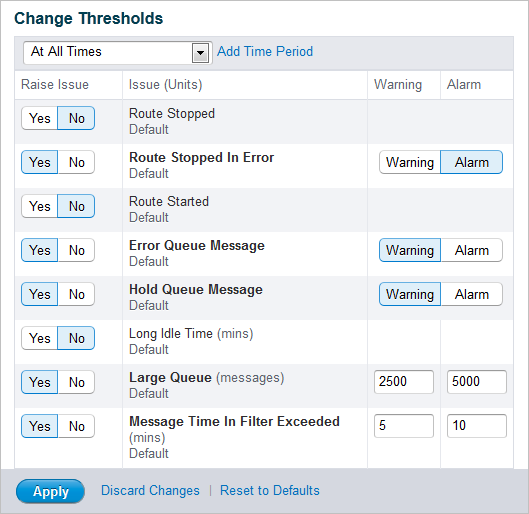 Change Thresholds
At All Times Add Time Period
Raise Issue Issue (Units) Warning Alarm
Yes No Route Stopped
Default
Yes No Route Stopped In Error Warning Alarm
Default
Yes No Route Started
Default
Yes No Error Queue Message Warning Alarm
Default
Yes No Hold Queue Message Warning Alarm
Default
Yes No Long Idle Time (mins)
Default
Yes No Large Queue (messages) 2500 5000
Default
Yes No Message Time In Filter Exceeded 5 10
(mins)
Default
Apply Discard Changes | Reset to Defaults